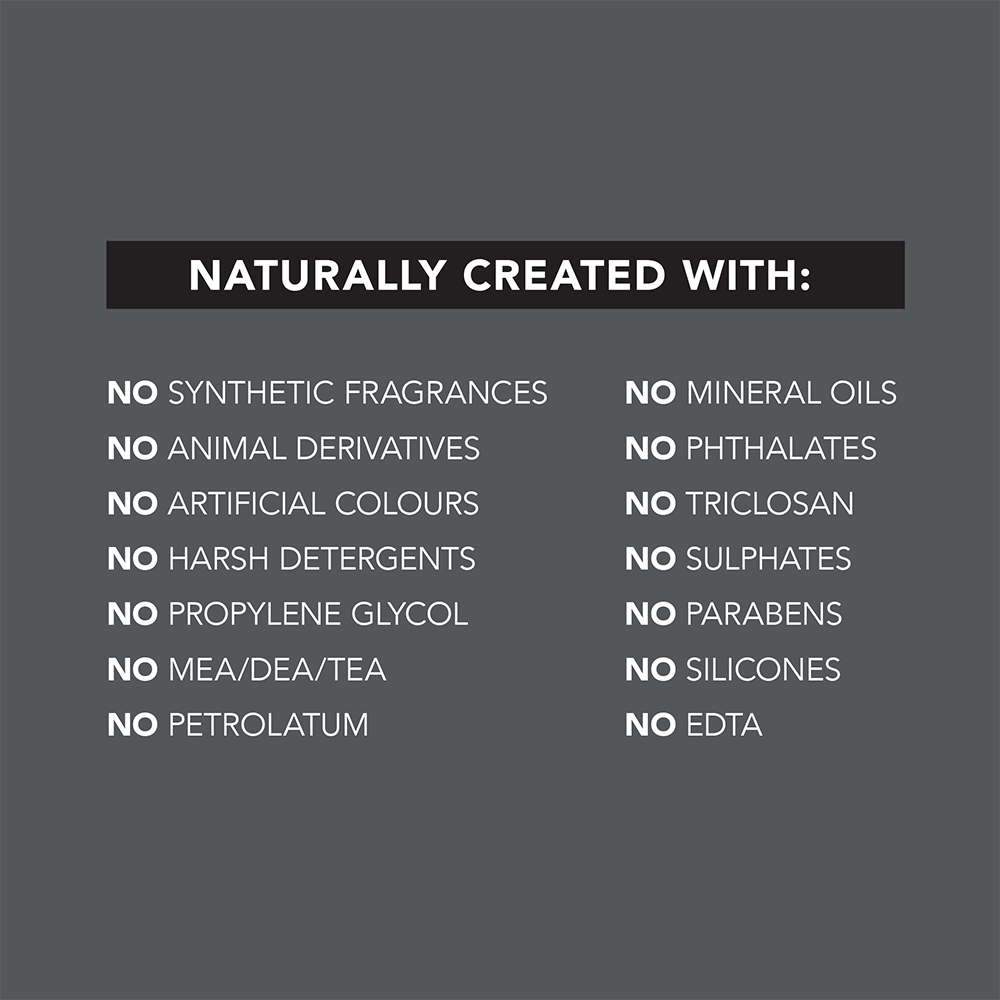 NATURALLY CREATED WITH:
NO SYNTHETIC FRAGRANCES
NO ANIMAL DERIVATIVES
NO ARTIFICIAL COLOURS
NO HARSH DETERGENTS
NO PROPYLENE GLYCOL
NO MEA/DEA/TEA
NO PETROLATUM
NO MINERAL OILS
NO PHTHALATES
NO TRICLOSAN
NO SULPHATES
NO PARABENS
NO SILICONES
NO EDTA